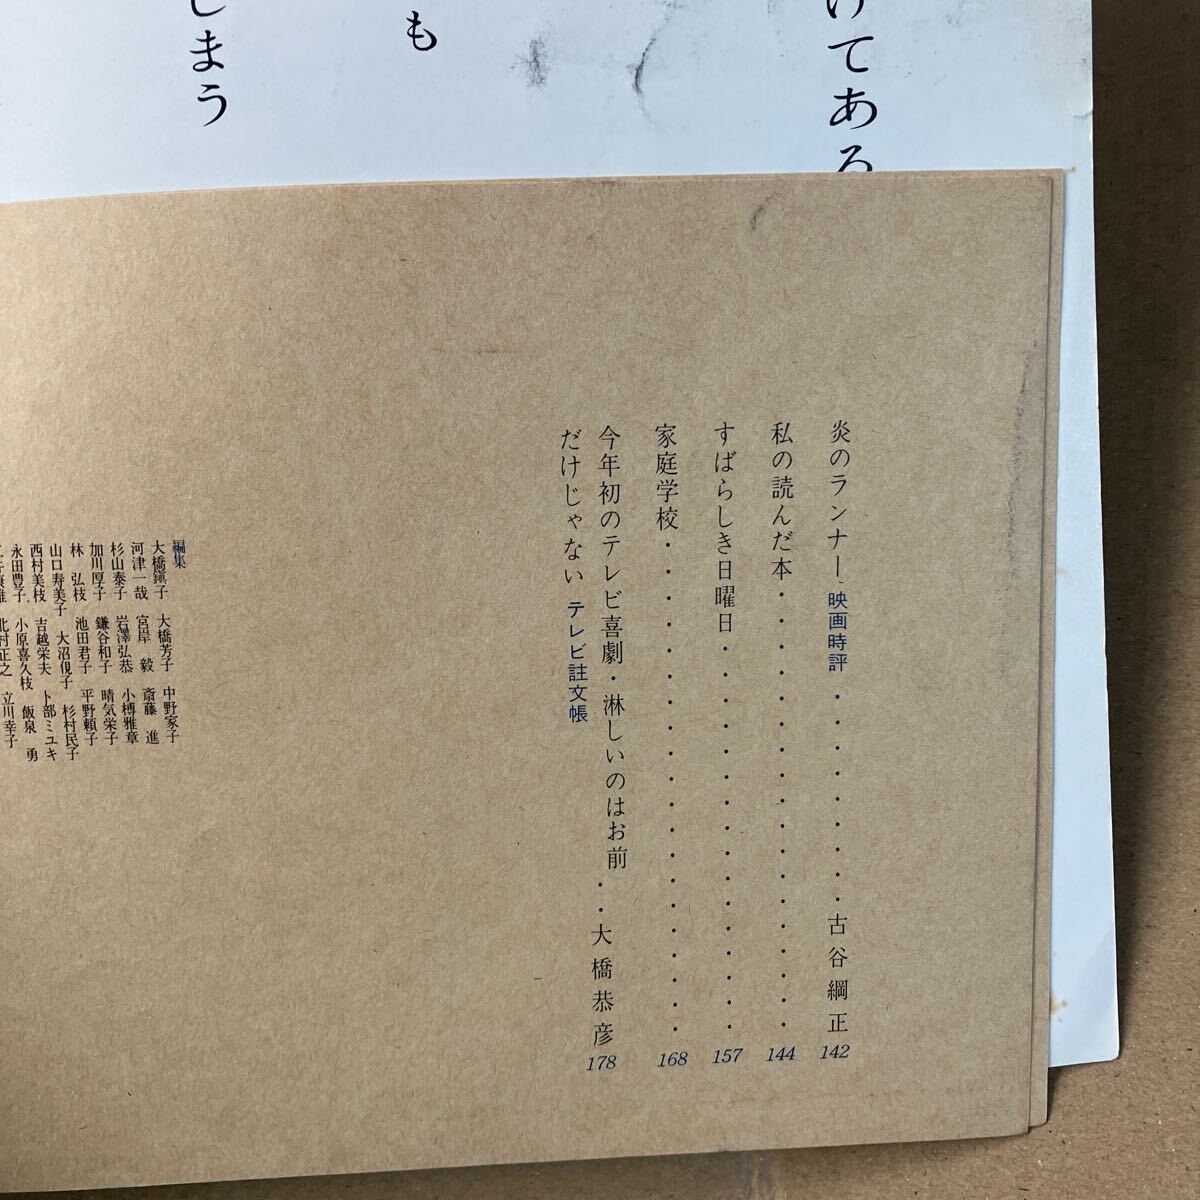 けてある
も
しまう
炎のランナー・映画時評・・・・・・・・・古谷綱正 142
私の読んだ本・・・・・・・・・・・・・・・・・・ 144
すばらしき日曜日・・・・・・・・・・・・・・・・ 157
家庭学校・・・・・・・・・・・・・・・・・・・・ 168
今年初のテレビ喜劇・淋しいのはお前
だけじゃない テレビ註文帳・・・大橋恭彦 178
編集
大橋鎭子 大橋芳子 中野家子
河津一哉 宮岸 毅 斎藤 進
杉山泰子 岩澤弘恭 小榑雅章
加川厚子 鎌谷和子 晴気栄子
林 弘枝 池田君子 平野頼子
山口寿美子 大沼俔子 杉村民子
西村美枝 吉越栄夫 卜部ミユキ
永田豊子 小原喜久枝 飯泉 勇
北村正之 立川幸子